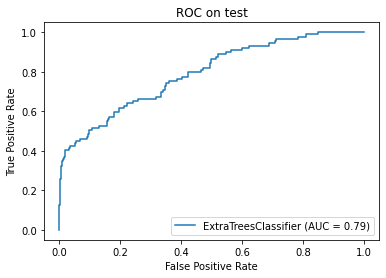 ROC on test
1.0
0.8
0.6
0.4
0.2
0.0
True Positive Rate
ExtraTreesClassifier (AUC = 0.79)
0.0 0.2 0.4 0.6 0.8 1.0
False Positive Rate